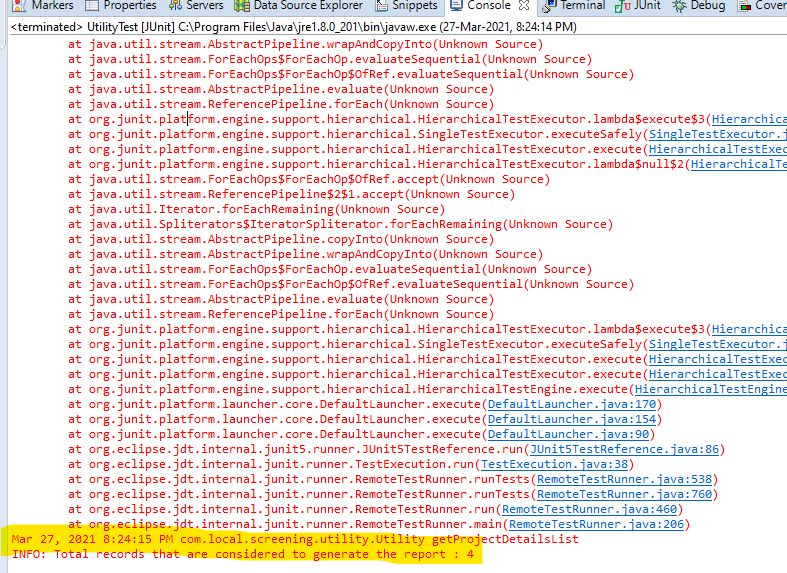 Markers Properties Servers Data Source Explorer Snippets Console Terminal JUnit Debug Cover
<terminated> UtilityTest [JUnit] C:\Program Files\Java\jre1.8.0_201\bin\javaw.exe (27-Mar-2021, 8:24:14 PM)
at java.util.stream.AbstractPipeline.wrapAndCopyInto(Unknown Source)
at java.util.stream.ForEachOps$ForEachOp.evaluateSequential(Unknown Source)
at java.util.stream.ForEachOps$ForEachOp$OfRef.evaluateSequential(Unknown Source)
at java.util.stream.AbstractPipeline.evaluate(Unknown Source)
at java.util.stream.ReferencePipeline.forEach(Unknown Source)
at org.junit.platform.engine.support.hierarchical.HierarchicalTestExecutor.lambda$execute$3(Hierarchical
at org.junit.platform.engine.support.hierarchical.SingleTestExecutor.executeSafely(SingleTestExecutor.j
at org.junit.platform.engine.support.hierarchical.HierarchicalTestExecutor.execute(HierarchicalTestExec
at org.junit.platform.engine.support.hierarchical.HierarchicalTestExecutor.lambda$null$2(HierarchicalTe
at java.util.stream.ForEachOps$ForEachOp$OfRef.accept(Unknown Source)
at java.util.stream.ReferencePipeline$2$1.accept(Unknown Source)
at java.util.Iterator.forEachRemaining(Unknown Source)
at java.util.Spliterators$IteratorSpliterator.forEachRemaining(Unknown Source)
at java.util.stream.AbstractPipeline.copyInto(Unknown Source)
at java.util.stream.AbstractPipeline.wrapAndCopyInto(Unknown Source)
at java.util.stream.ForEachOps$ForEachOp.evaluateSequential(Unknown Source)
at java.util.stream.ForEachOps$ForEachOp$OfRef.evaluateSequential(Unknown Source)
at java.util.stream.AbstractPipeline.evaluate(Unknown Source)
at java.util.stream.ReferencePipeline.forEach(Unknown Source)
at org.junit.platform.engine.support.hierarchical.HierarchicalTestExecutor.lambda$execute$3(Hierarchical
at org.junit.platform.engine.support.hierarchical.SingleTestExecutor.executeSafely(SingleTestExecutor.j
at org.junit.platform.engine.support.hierarchical.HierarchicalTestExecutor.execute(HierarchicalTestExec
at org.junit.platform.engine.support.hierarchical.HierarchicalTestExecutor.execute(HierarchicalTestExec
at org.junit.platform.engine.support.hierarchical.HierarchicalTestEngine.execute(HierarchicalTestEngine
at org.junit.platform.launcher.core.DefaultLauncher.execute(DefaultLauncher.java:170)
at org.junit.platform.launcher.core.DefaultLauncher.execute(DefaultLauncher.java:154)
at org.junit.platform.launcher.core.DefaultLauncher.execute(DefaultLauncher.java:90)
at org.eclipse.jdt.internal.junit5.runner.JUnit5TestReference.run(JUnit5TestReference.java:86)
at org.eclipse.jdt.internal.junit.runner.TestExecution.run(TestExecution.java:38)
at org.eclipse.jdt.internal.junit.runner.RemoteTestRunner.runTests(RemoteTestRunner.java:538)
at org.eclipse.jdt.internal.junit.runner.RemoteTestRunner.runTests(RemoteTestRunner.java:760)
at org.eclipse.jdt.internal.junit.runner.RemoteTestRunner.run(RemoteTestRunner.java:460)
at org.eclipse.jdt.internal.junit.runner.RemoteTestRunner.main(RemoteTestRunner.java:206)
Mar 27, 2021 8:24:15 PM com.local.screening.utility.Utility getProjectDetailsList
INFO: Total records that are considered to generate the report : 4